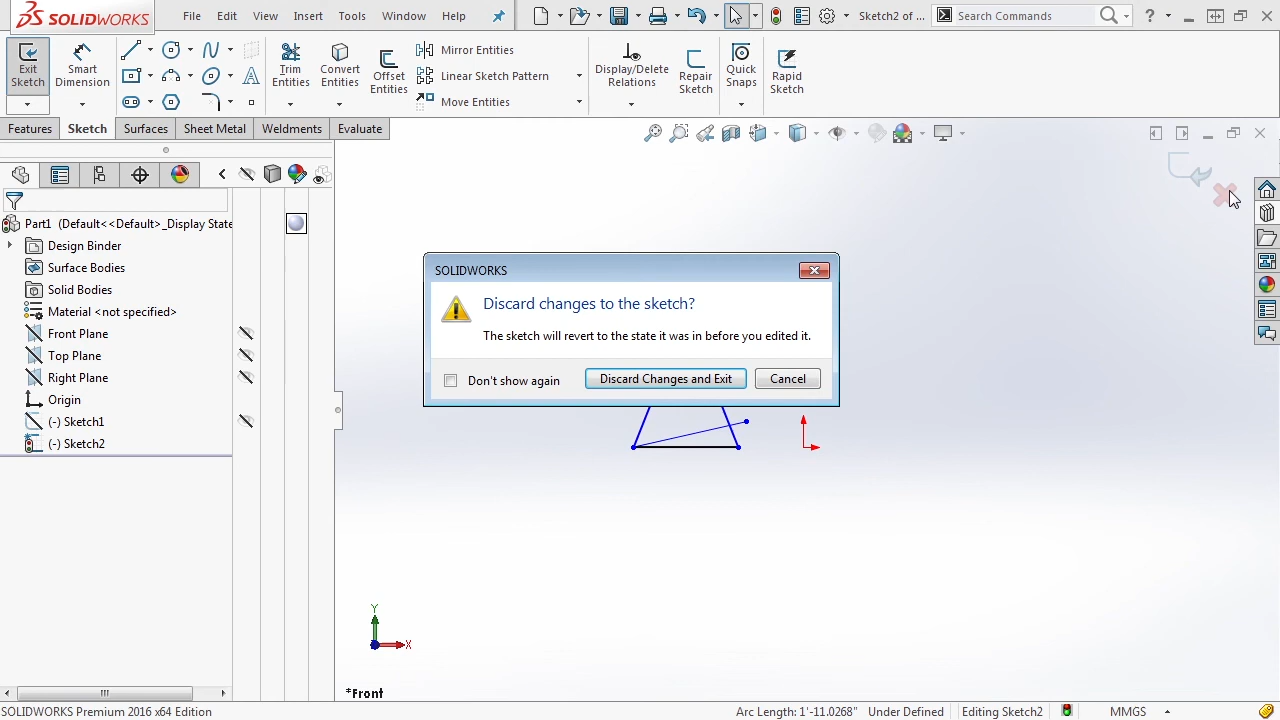 SOLIDWORKS File Edit View Insert Tools Window Help Sketch2 of ... Search Commands ?
Exit Sketch
Smart Dimension
Trim Entities
Convert Entities
Offset Entities
Mirror Entities
Linear Sketch Pattern
Move Entities
Display/Delete Relations
Repair Sketch
Quick Snaps
Rapid Sketch
Features Sketch Surfaces Sheet Metal Weldments Evaluate
Part1 (Default<<Default>_Display State
Design Binder
Surface Bodies
Solid Bodies
Material <not specified>
Front Plane
Top Plane
Right Plane
Origin
(-) Sketch1
(-) Sketch2
SOLIDWORKS
Discard changes to the sketch?
The sketch will revert to the state it was in before you edited it.
Don't show again Discard Changes and Exit Cancel
Y
X
*Front
SOLIDWORKS Premium 2016 x64 Edition Arc Length: 1'-11.0268" Under Defined Editing Sketch2 MMGS